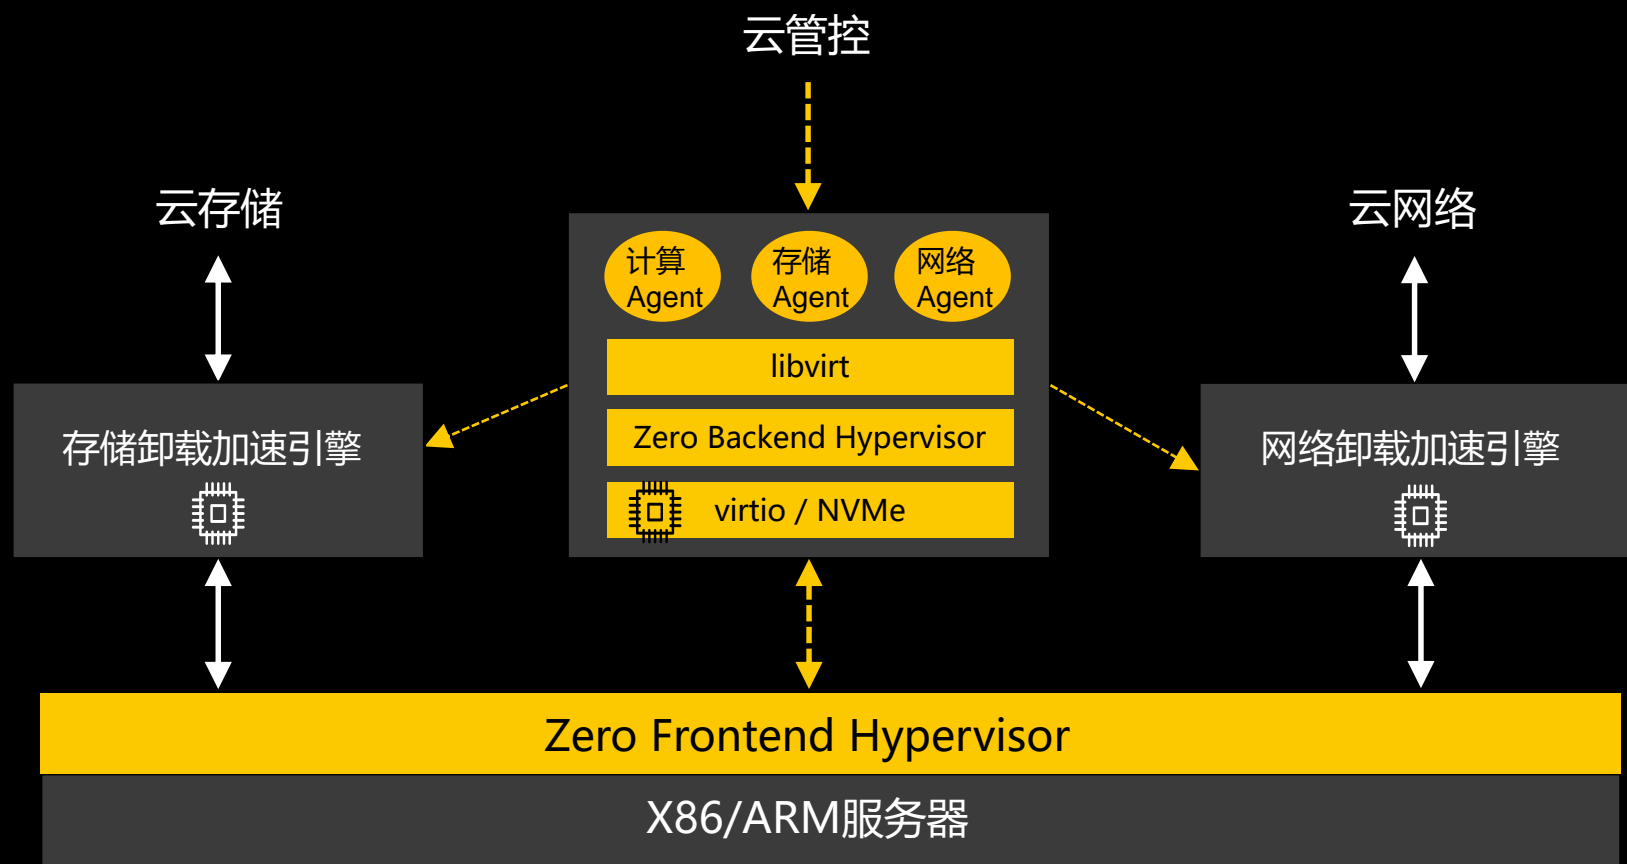 云管控
云存储
云网络
计算
Agent
存储
Agent
网络
Agent
libvirt
Zero Backend Hypervisor
virtio / NVMe
存储卸载加速引擎
网络卸载加速引擎
Zero Frontend Hypervisor
X86/ARM服务器